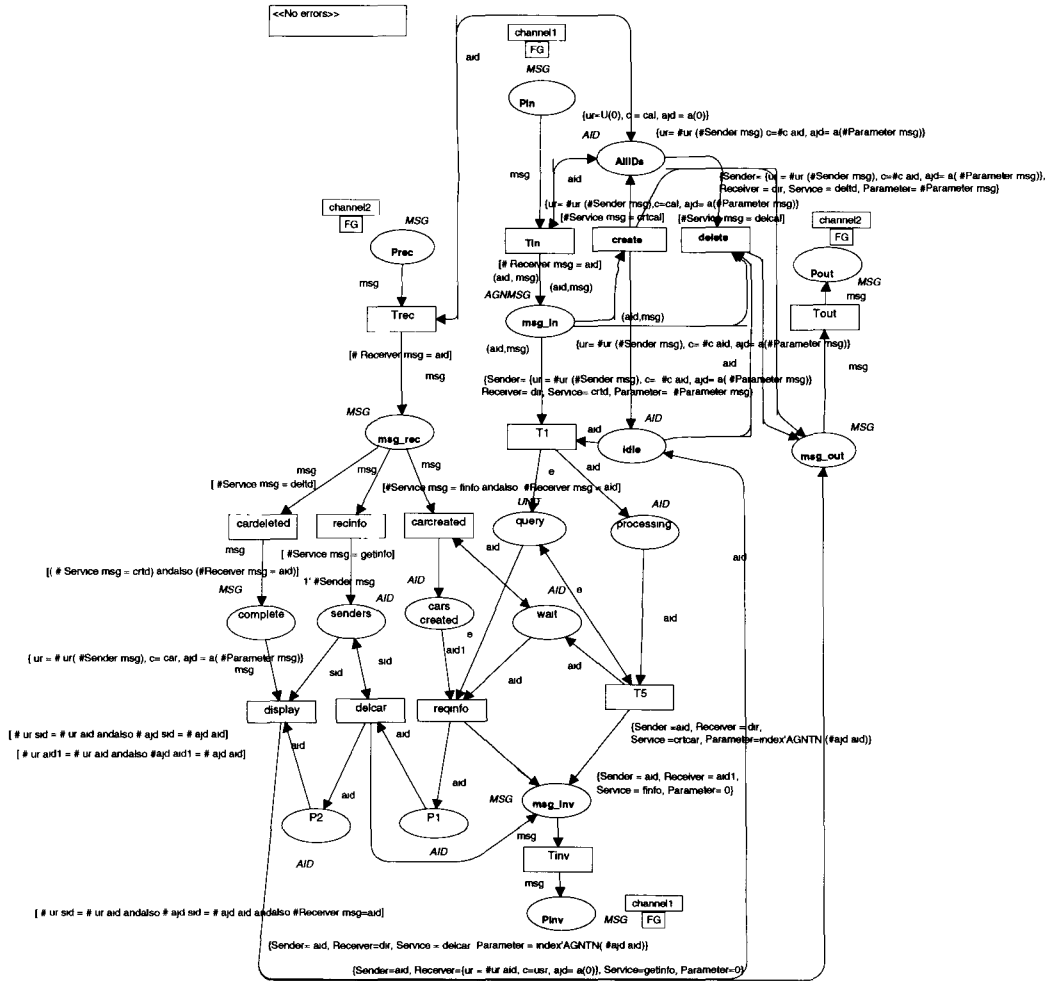 <<No errors>>
channel1
FG
MSG
PIn
aid
{ur=U(0), c = cal, ajd = a(0)}
AID
{ur= #ur (#Sender msg) c=#c aid, ajd= a(#Parameter msg)}
AllIDs
{Sender= {ur = #ur (#Sender msg), c=#c aid, ajd= a( #Parameter msg)},
Receiver = dir, Service = deltd, Parameter= #Parameter msg}
msg
aid
{ur= #ur (#Sender msg),c=cal, ajd= a(#Parameter msg)}
[#Service msg = crtcal]
[#Service msg = delcal]
channel2
FG
MSG
Prec
channel2
FG
Pout
MSG
TIn
create
delete
[# Receiver msg = aid]
(aid, msg)
(aid,msg)
msg
AGNMSG
msg_in
(aid,msg)
msg
Tout
Trec
[# Receiver msg = aid]
(aid,msg)
{ur= #ur (#Sender msg), c= #c aid, ajd= a(#Parameter msg)}
aid
msg
msg
{Sender= {ur = #ur (#Sender msg), c= #c aid, ajd= a( #Parameter msg)}
Receiver= dir, Service= crtd, Parameter= #Parameter msg}
MSG
msg_rec
T1
aid
AID
idle
MSG
msg_out
msg
msg
msg
[ #Service msg = deltd]
e
aid
[#Service msg = finfo andalso #Receiver msg = aid]
UNIT
AID
cardeleted
recinfo
carcreated
query
processing
msg
[ #Service msg = getinfo]
aid
aid
[( # Service msg = crtd) andalso (#Receiver msg = aid)]
1' #Sender msg
MSG
AID
AID
AID
e
complete
senders
cars
created
wait
aid
e
{ ur = # ur( #Sender msg), c= car, ajd = a( #Parameter msg)}
msg
sid
sid
aid1
aid
aid
display
delcar
reqinfo
T5
[ # ur sid = # ur aid andalso # ajd sid = # ajd aid]
[ # ur aid1 = # ur aid andalso #ajd aid1 = # ajd aid]
aid
aid
{Sender =aid, Receiver = dir,
Service =crtcar, Parameter=index'AGNTN (#ajd aid)}
aid
aid
{Sender = aid, Receiver = aid1,
Service = finfo, Parameter= 0}
MSG
msg_inv
P2
P1
AID
AID
msg
Tinv
msg
PInv
MSG
channel1
FG
[ # ur sid = # ur aid andalso # ajd sid = # ajd aid andalso #Receiver msg=aid]
{Sender= aid, Receiver=dir, Service = delcar Parameter = index'AGNTN( #ajd aid)}
{Sender=aid, Receiver={ur = #ur aid, c=usr, ajd= a(0)}, Service=getinfo, Parameter=0}